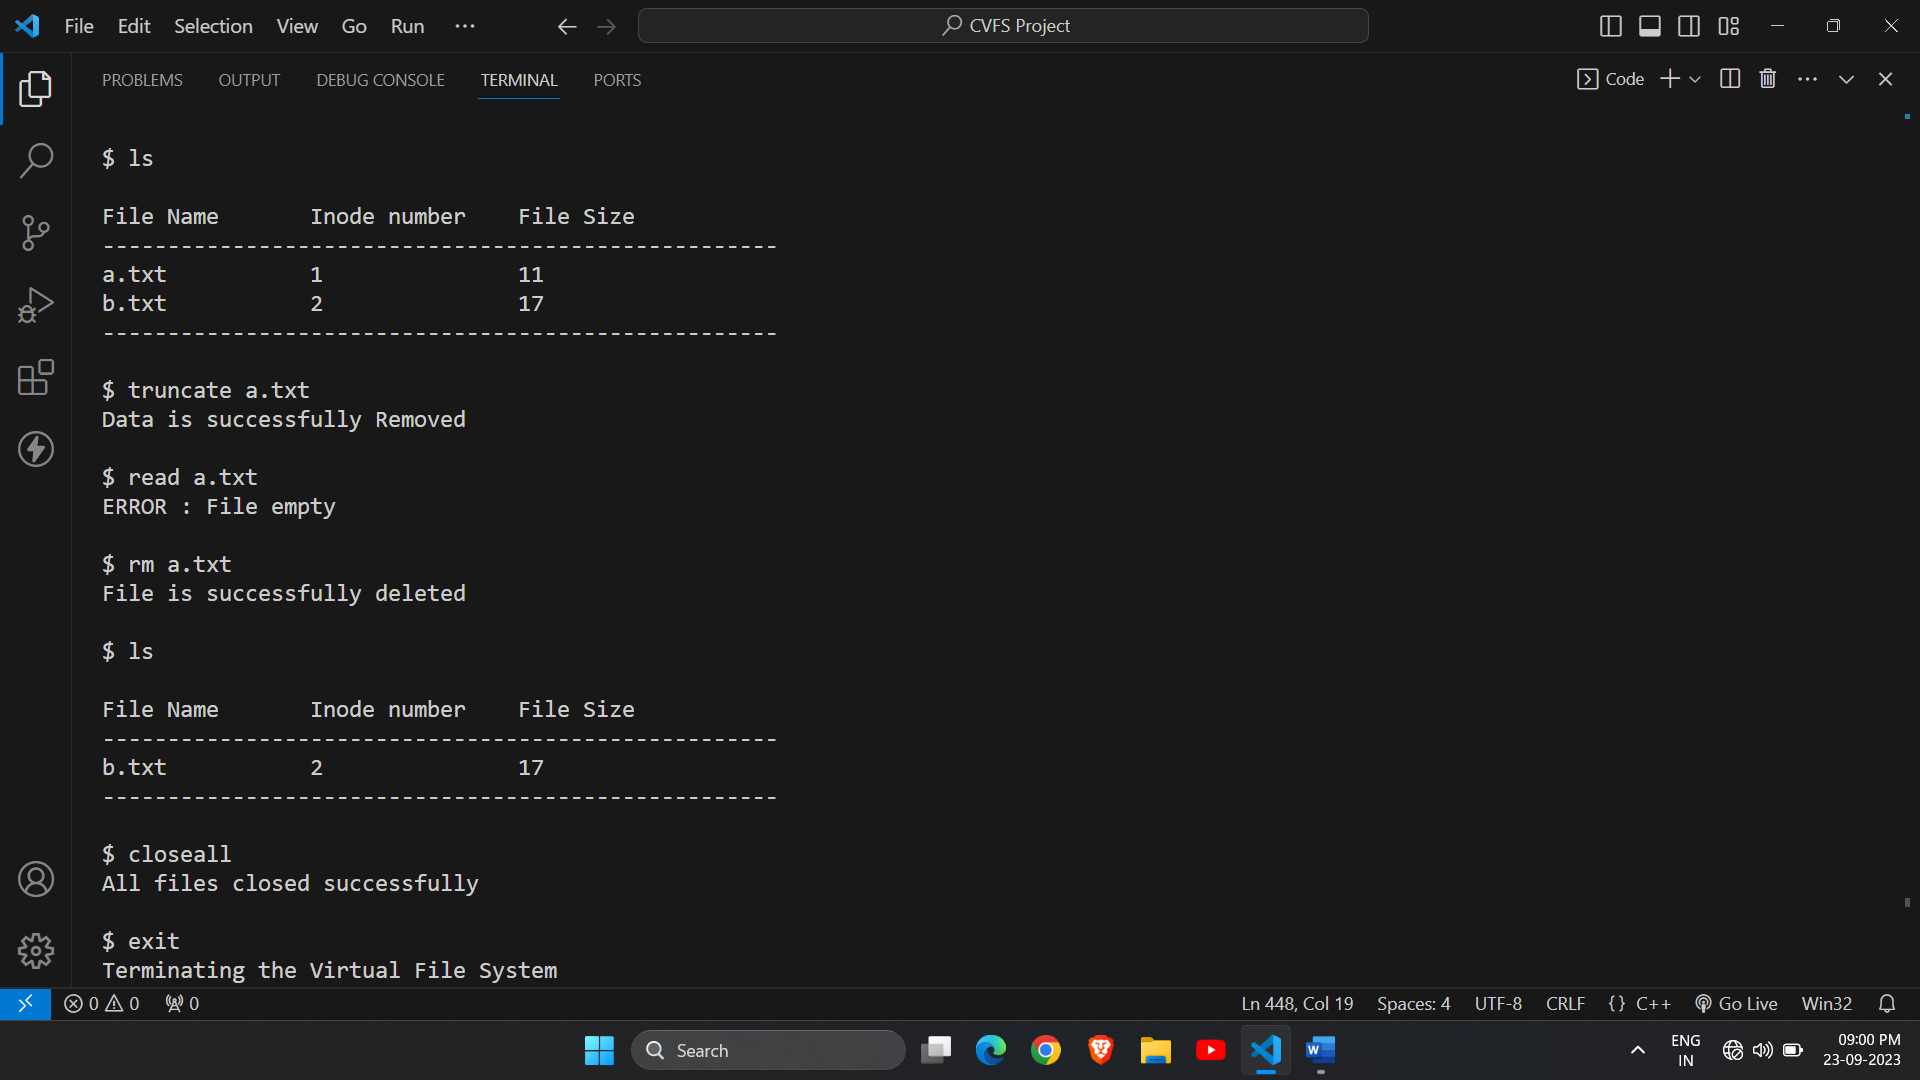 File Edit Selection View Go Run ··· CVFS Project
PROBLEMS OUTPUT DEBUG CONSOLE TERMINAL PORTS Code
$ ls
File Name Inode number File Size
----------------------------------------------------
a.txt 1 11
b.txt 2 17
----------------------------------------------------
$ truncate a.txt
Data is successfully Removed
$ read a.txt
ERROR : File empty
$ rm a.txt
File is successfully deleted
$ ls
File Name Inode number File Size
----------------------------------------------------
b.txt 2 17
----------------------------------------------------
$ closeall
All files closed successfully
$ exit
Terminating the Virtual File System
0 0 0 Ln 448, Col 19 Spaces: 4 UTF-8 CRLF {} C++ Go Live Win32
Search ENG 09:00 PM
IN 23-09-2023